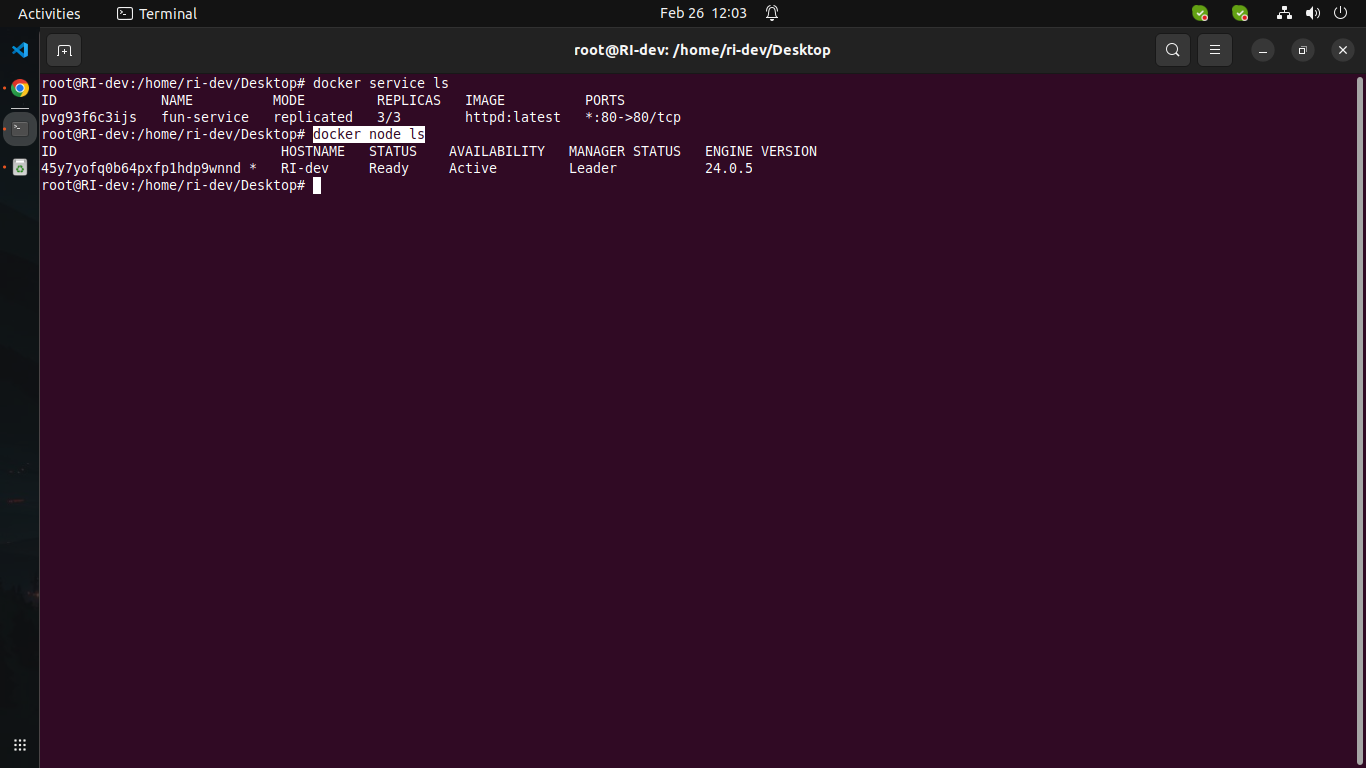 Activities Terminal Feb 26 12:03
root@RI-dev: /home/ri-dev/Desktop
root@RI-dev:/home/ri-dev/Desktop# docker service ls
ID NAME MODE REPLICAS IMAGE PORTS
pvg93f6c3ijs fun-service replicated 3/3 httpd:latest *:80->80/tcp
root@RI-dev:/home/ri-dev/Desktop# docker node ls
ID HOSTNAME STATUS AVAILABILITY MANAGER STATUS ENGINE VERSION
45y7yofq0b64pxfp1hdp9wnnd * RI-dev Ready Active Leader 24.0.5
root@RI-dev:/home/ri-dev/Desktop#